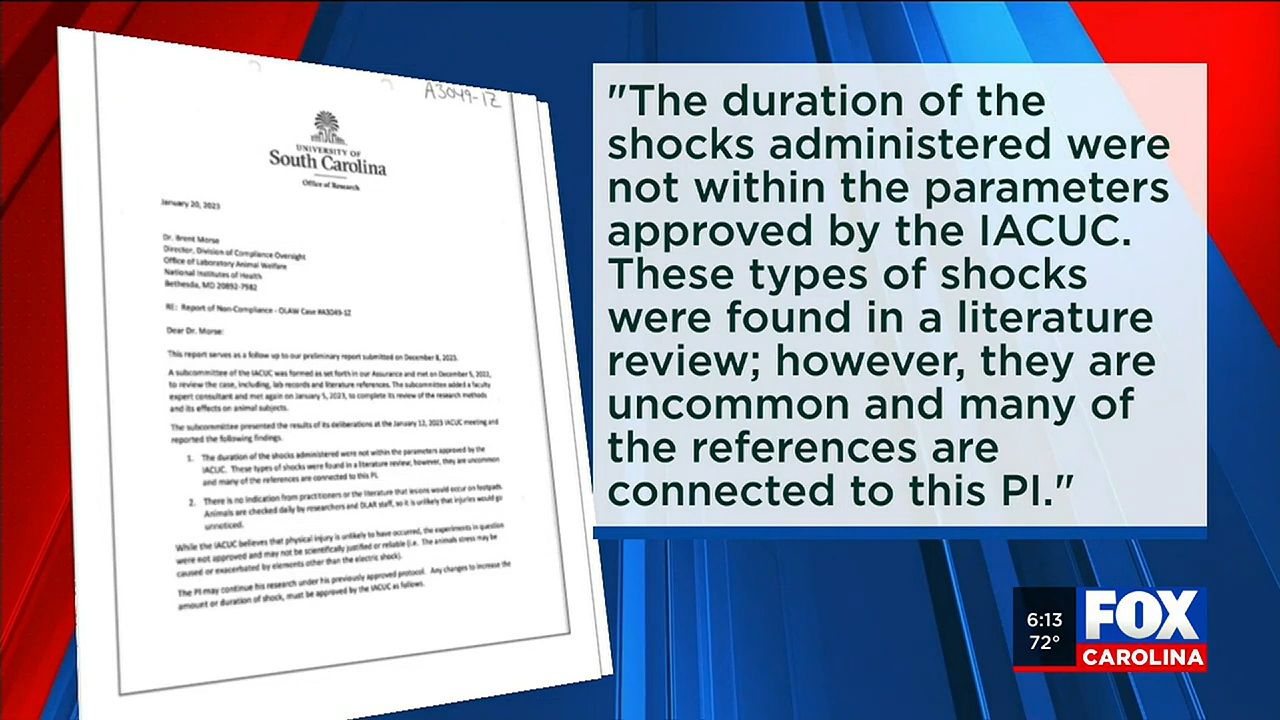 A3049-1Z
UNIVERSITY OF
South Carolina
Office of Research
January 20, 2023
Dr. Brent Morse
Director, Division of Compliance Oversight
Office of Laboratory Animal Welfare
National Institutes of Health
Bethesda, MD 20892-7982
RE: Report of Non-Compliance - OLAW Case #A3049-1Z
Dear Dr. Morse:
This report serves as a follow up to our preliminary report submitted on December 8, 2023.
A subcommittee of the IACUC was formed as set forth in our Assurance and met on December 5, 2022,
to review the case, including, lab records and literature references. The subcommittee added a faculty
expert consultant and met again on January 5, 2023, to complete its review of the research methods
and its effects on animal subjects.
The subcommittee presented the results of its deliberations at the January 12, 2023 IACUC meeting and
reported the following findings.
1. The duration of the shocks administered were not within the parameters approved by the
IACUC. These types of shocks were found in a literature review; however, they are uncommon
and many of the references are connected to this PI.
2. There is no indication from practitioners or the literature that lesions would occur on footpads.
Animals are checked daily by researchers and DLAR staff, so it is unlikely that injuries would go
unnoticed.
While the IACUC believes that physical injury is unlikely to have occurred, the experiments in question
were not approved and may not be scientifically justified or reliable (i.e. The animals stress may be
caused or exacerbated by elements other than the electric shock).
The PI may continue his research under his previously approved protocol. Any changes to increase the
amount or duration of shock, must be approved by the IACUC as follows.
"The duration of the
shocks administered were
not within the parameters
approved by the IACUC.
These types of shocks
were found in a literature
review; however, they are
uncommon and many of
the references are
connected to this PI."
6:13
72°
FOX
CAROLINA